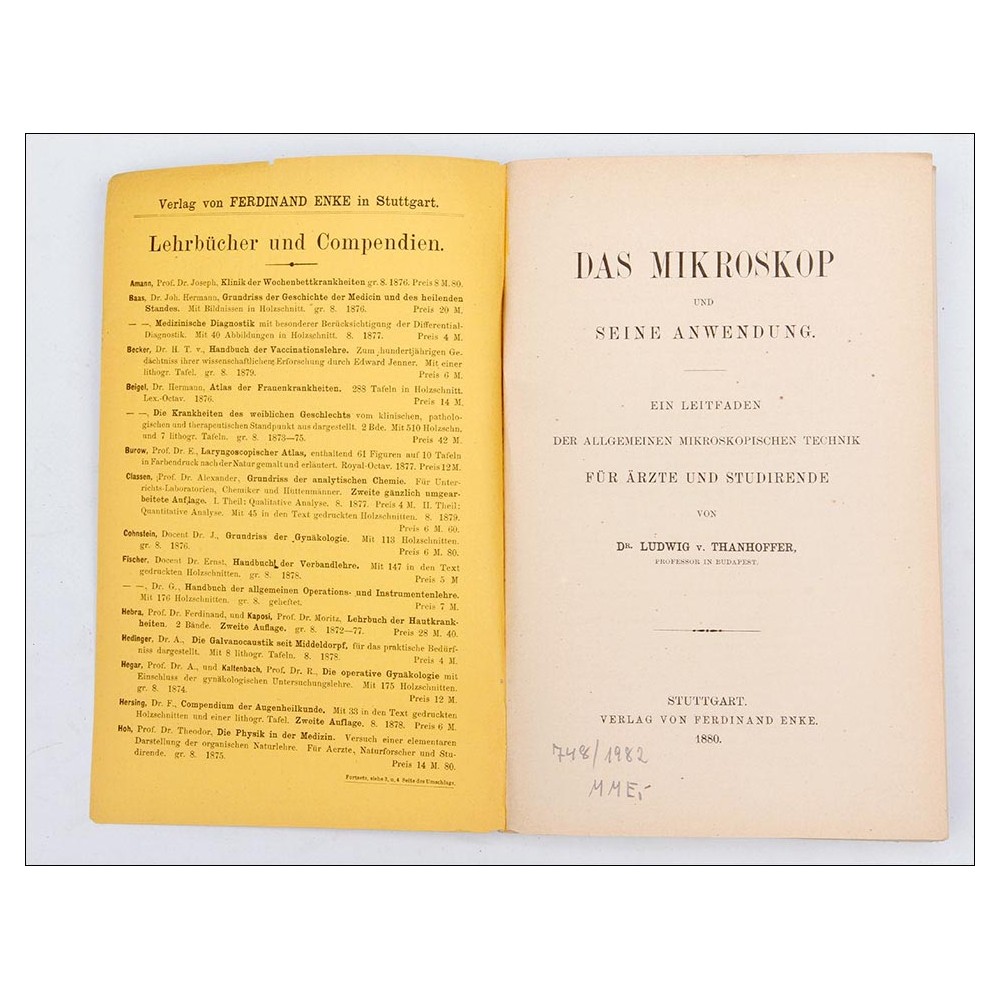 Verlag von FERDINAND ENKE in Stuttgart.
Lehrbücher und Compendien.
Amann, Prof. Dr. Joseph, Klinik der Wochenbettkrankheiten gr. 8. 1876. Preis 8 M. 80.
Baas, Dr. Joh. Hermann, Grundriss der Geschichte der Medicin und des heilenden
Standes. Mit Bildnissen in Holzschnitt. gr. 8. 1876. Preis 20 M.
— —, Medizinische Diagnostik mit besonderer Berücksichtigung der Differential-
Diagnostik. Mit 40 Abbildungen in Holzschnitt. 8. 1877. Preis 4 M.
Becker, Dr. H. T. v., Handbuch der Vaccinationslehre. Zum hundertjährigen Ge-
dächtniss ihrer wissenschaftlichen Erforschung durch Edward Jenner. Mit einer
lithogr. Tafel. gr. 8. 1879. Preis 6 M.
Beigel, Dr. Hermann, Atlas der Frauenkrankheiten. 288 Tafeln in Holzschnitt.
Lex.-Octav. 1876. Preis 14 M.
— —, Die Krankheiten des weiblichen Geschlechts vom klinischen, patholo-
gischen und therapeutischen Standpunkt aus dargestellt. 2 Bde. Mit 510 Holzschn.
und 7 lithogr. Tafeln. gr. 8. 1873—75. Preis 42 M.
Burow, Prof. Dr. E., Laryngoscopischer Atlas, enthaltend 61 Figuren auf 10 Tafeln
in Farbendruck nach der Natur gemalt und erläutert. Royal-Octav. 1877. Preis 12 M.
Classen, Prof. Dr. Alexander, Grundriss der analytischen Chemie. Für Unter-
richts-Laboratorien, Chemiker und Hüttenmänner. Zweite gänzlich umgear-
beitete Auflage. I. Theil: Qualitative Analyse. 8. 1877. Preis 4 M. II. Theil:
Quantitative Analyse. Mit 45 in den Text gedruckten Holzschnitten. 8. 1879.
Preis 6 M. 60.
Cohnstein, Docent Dr. J., Grundriss der Gynäkologie. Mit 113 Holzschnitten.
gr. 8. 1876. Preis 6 M. 80.
Fischer, Docent Dr. Ernst, Handbuch der Verbandlehre. Mit 147 in den Text
gedruckten Holzschnitten. gr. 8. 1878. Preis 5 M
— —, Dr. G., Handbuch der allgemeinen Operations- und Instrumentenlehre.
Mit 176 Holzschnitten. gr. 8. geheftet. Preis 7 M.
Hebra, Prof. Dr. Ferdinand, und Kaposi, Prof. Dr. Moritz, Lehrbuch der Hautkrank-
heiten. 2 Bände. Zweite Auflage. gr. 8. 1872—77. Preis 28 M. 40.
Hedinger, Dr. A., Die Galvanocaustik seit Middeldorpf, für das praktische Bedürf-
niss dargestellt. Mit 8 lithogr. Tafeln. 8. 1878. Preis 4 M.
Hegar, Prof. Dr. A., und Kaltenbach, Prof. Dr. R., Die operative Gynäkologie mit
Einschluss der gynäkologischen Untersuchungslehre. Mit 175 Holzschnitten.
gr. 8. 1874. Preis 12 M.
Hersing, Dr. F., Compendium der Augenheilkunde. Mit 33 in den Text gedruckten
Holzschnitten und einer lithogr. Tafel. Zweite Auflage. 8. 1878. Preis 6 M.
Hoh, Prof. Dr. Theodor, Die Physik in der Medizin. Versuch einer elementaren
Darstellung der organischen Naturlehre. Für Aerzte, Naturforscher und Stu-
dirende. gr. 8. 1875. Preis 14 M. 80.
Fortsetz. siehe 3. u. 4 Seite des Umschlags.
DAS MIKROSKOP
UND
SEINE ANWENDUNG.
EIN LEITFADEN
DER ALLGEMEINEN MIKROSKOPISCHEN TECHNIK
FÜR ÄRZTE UND STUDIRENDE
VON
DR. LUDWIG v. THANHOFFER,
PROFESSOR IN BUDAPEST.
STUTTGART.
VERLAG VON FERDINAND ENKE.
1880.
748/1982
MME,-